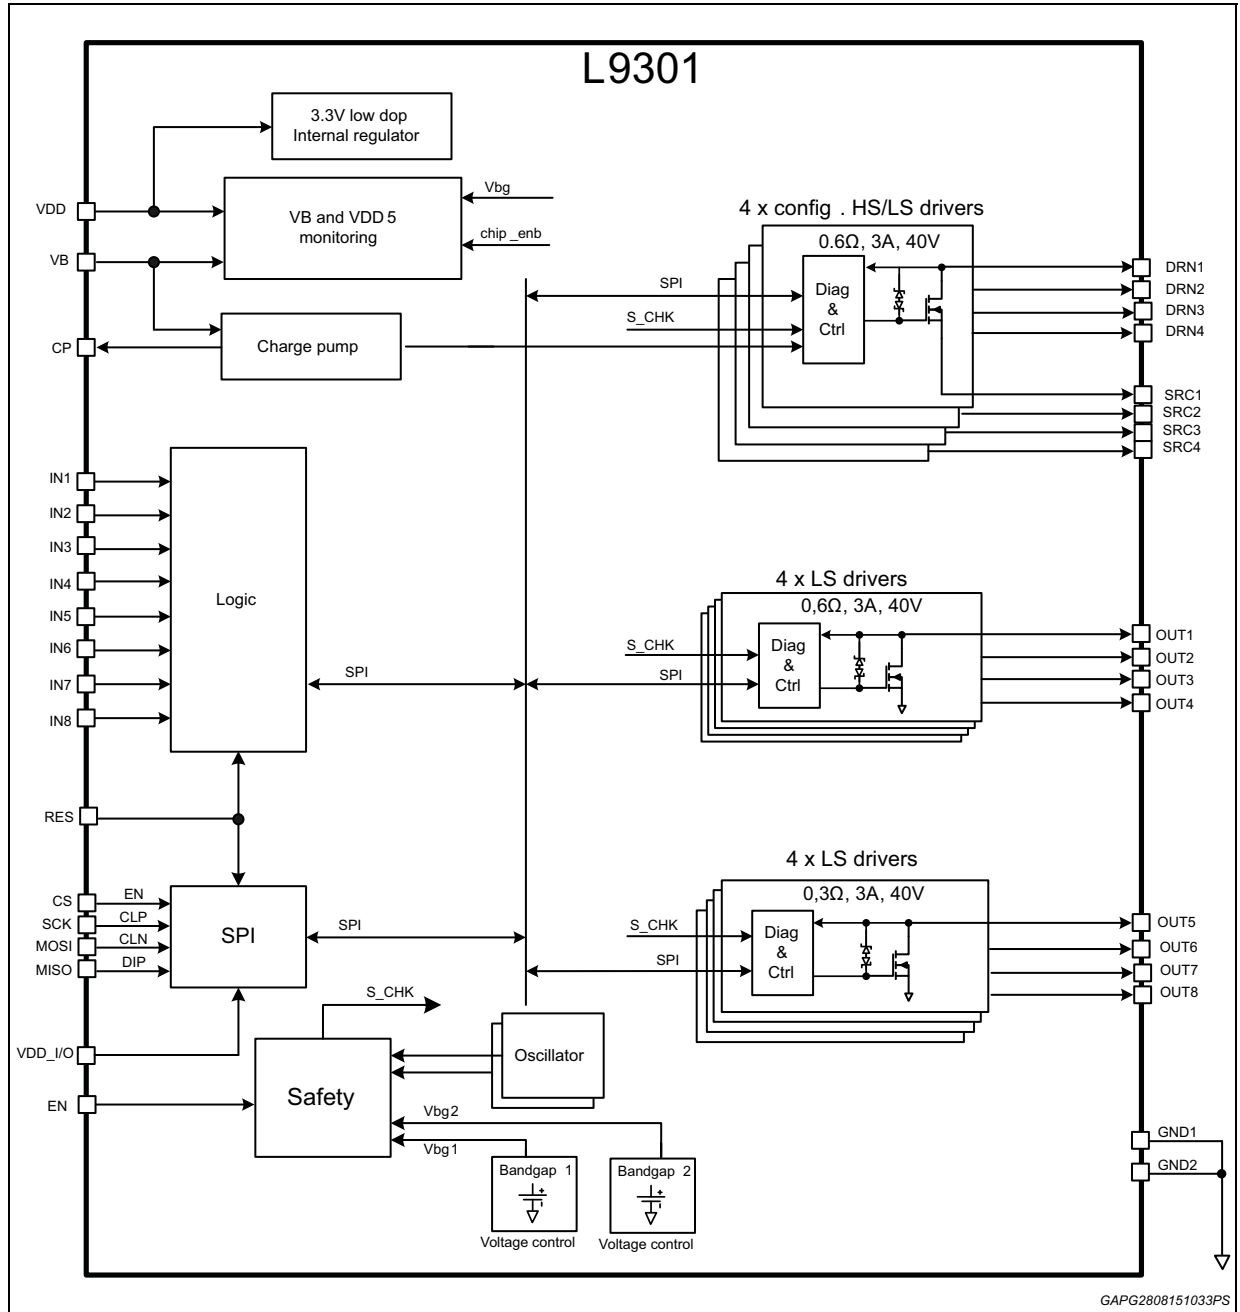 L9301
3.3V low dop
Internal regulator
VDD
VB
CP
VB and VDD 5
monitoring
Vbg
chip _enb
Charge pump
4 x config . HS/LS drivers
0.6Ω, 3A, 40V
SPI
S_CHK
Diag
&
Ctrl
DRN1
DRN2
DRN3
DRN4
SRC1
SRC2
SRC3
SRC4
IN1
IN2
IN3
IN4
IN5
IN6
IN7
IN8
Logic
SPI
4 x LS drivers
0,6Ω, 3A, 40V
S_CHK
SPI
Diag
&
Ctrl
OUT1
OUT2
OUT3
OUT4
RES
CS
SCK
MOSI
MISO
EN
CLP
CLN
DIP
SPI
SPI
4 x LS drivers
0,3Ω, 3A, 40V
S_CHK
SPI
Diag
&
Ctrl
OUT5
OUT6
OUT7
OUT8
VDD_I/O
EN
S_CHK
Safety
Oscillator
Vbg2
Vbg1
Bandgap 1
Voltage control
Bandgap 2
Voltage control
GND1
GND2
GAPG2808151033PS